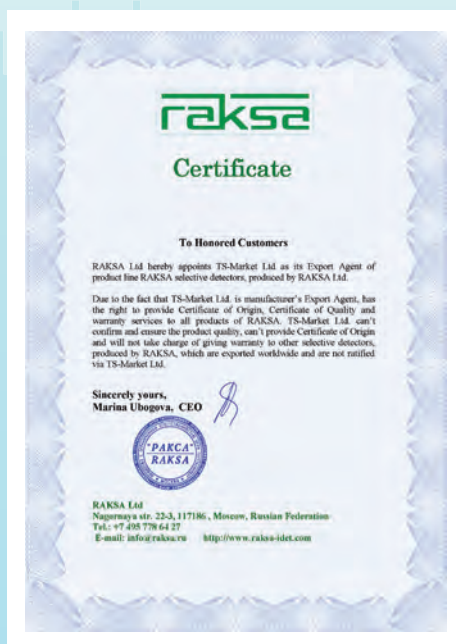 raksa
Certificate
To Honored Customers
RAKSA Ltd hereby appoints TS-Market Ltd as its Export Agent of
product line RAKSA selective detectors, produced by RAKSA Ltd.
Due to the fact that TS-Market Ltd. is manufacturer's Export Agent, has
the right to provide Certificate of Origin, Certificate of Quality and
warranty services to all products of RAKSA. TS-Market Ltd. can't
confirm and ensure the product quality, can't provide Certificate of Origin
and will not take charge of giving warranty to other selective detectors,
produced by RAKSA, which are exported worldwide and are not ratified
via TS-Market Ltd.
Sincerely yours,
Marina Ubogova, CEO
"РАКСА"
RAKSA
RAKSA Ltd
Nagornaya str. 22-3, 117186 , Moscow, Russian Federation
Tel.: +7 495 778 64 27
E-mail: info@raksa.ru http://www.raksa-idet.com